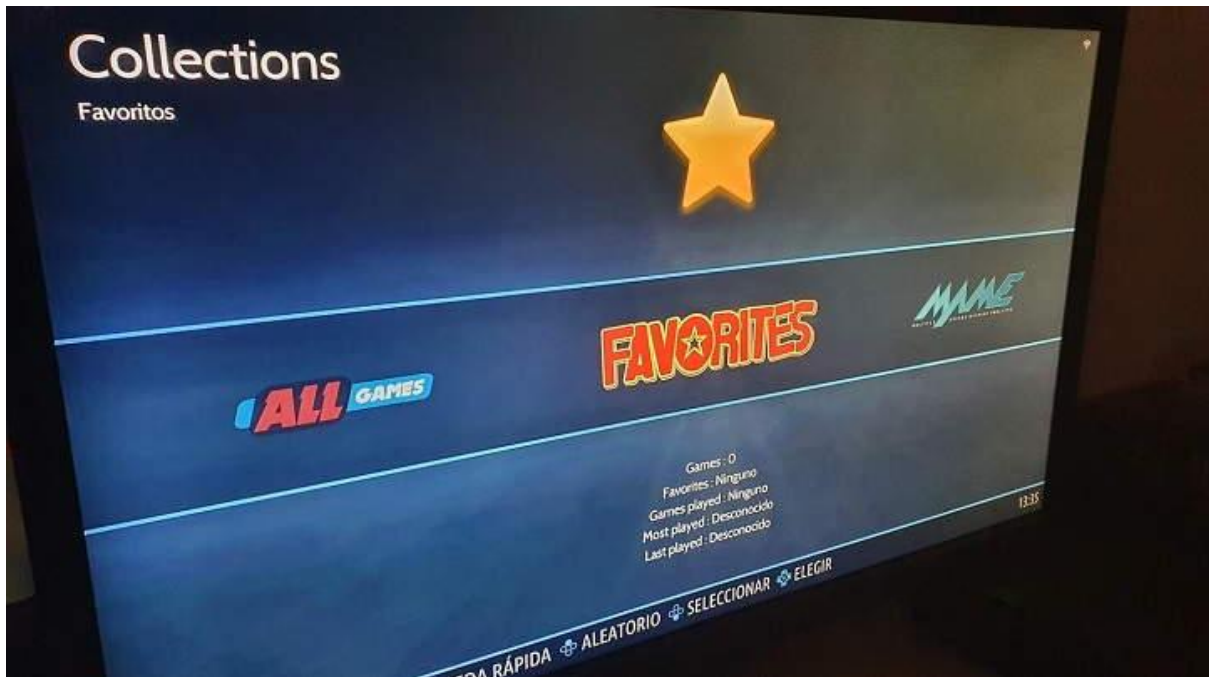 Collections
Favoritos
ALL GAMES
FAVORITES
MAME
Games : 0
Favorites : Ninguno
Games played : Ninguno
Most played : Desconocido
Last played : Desconocido
13:35
RÁPIDA ALEATORIO SELECCIONAR ELEGIR